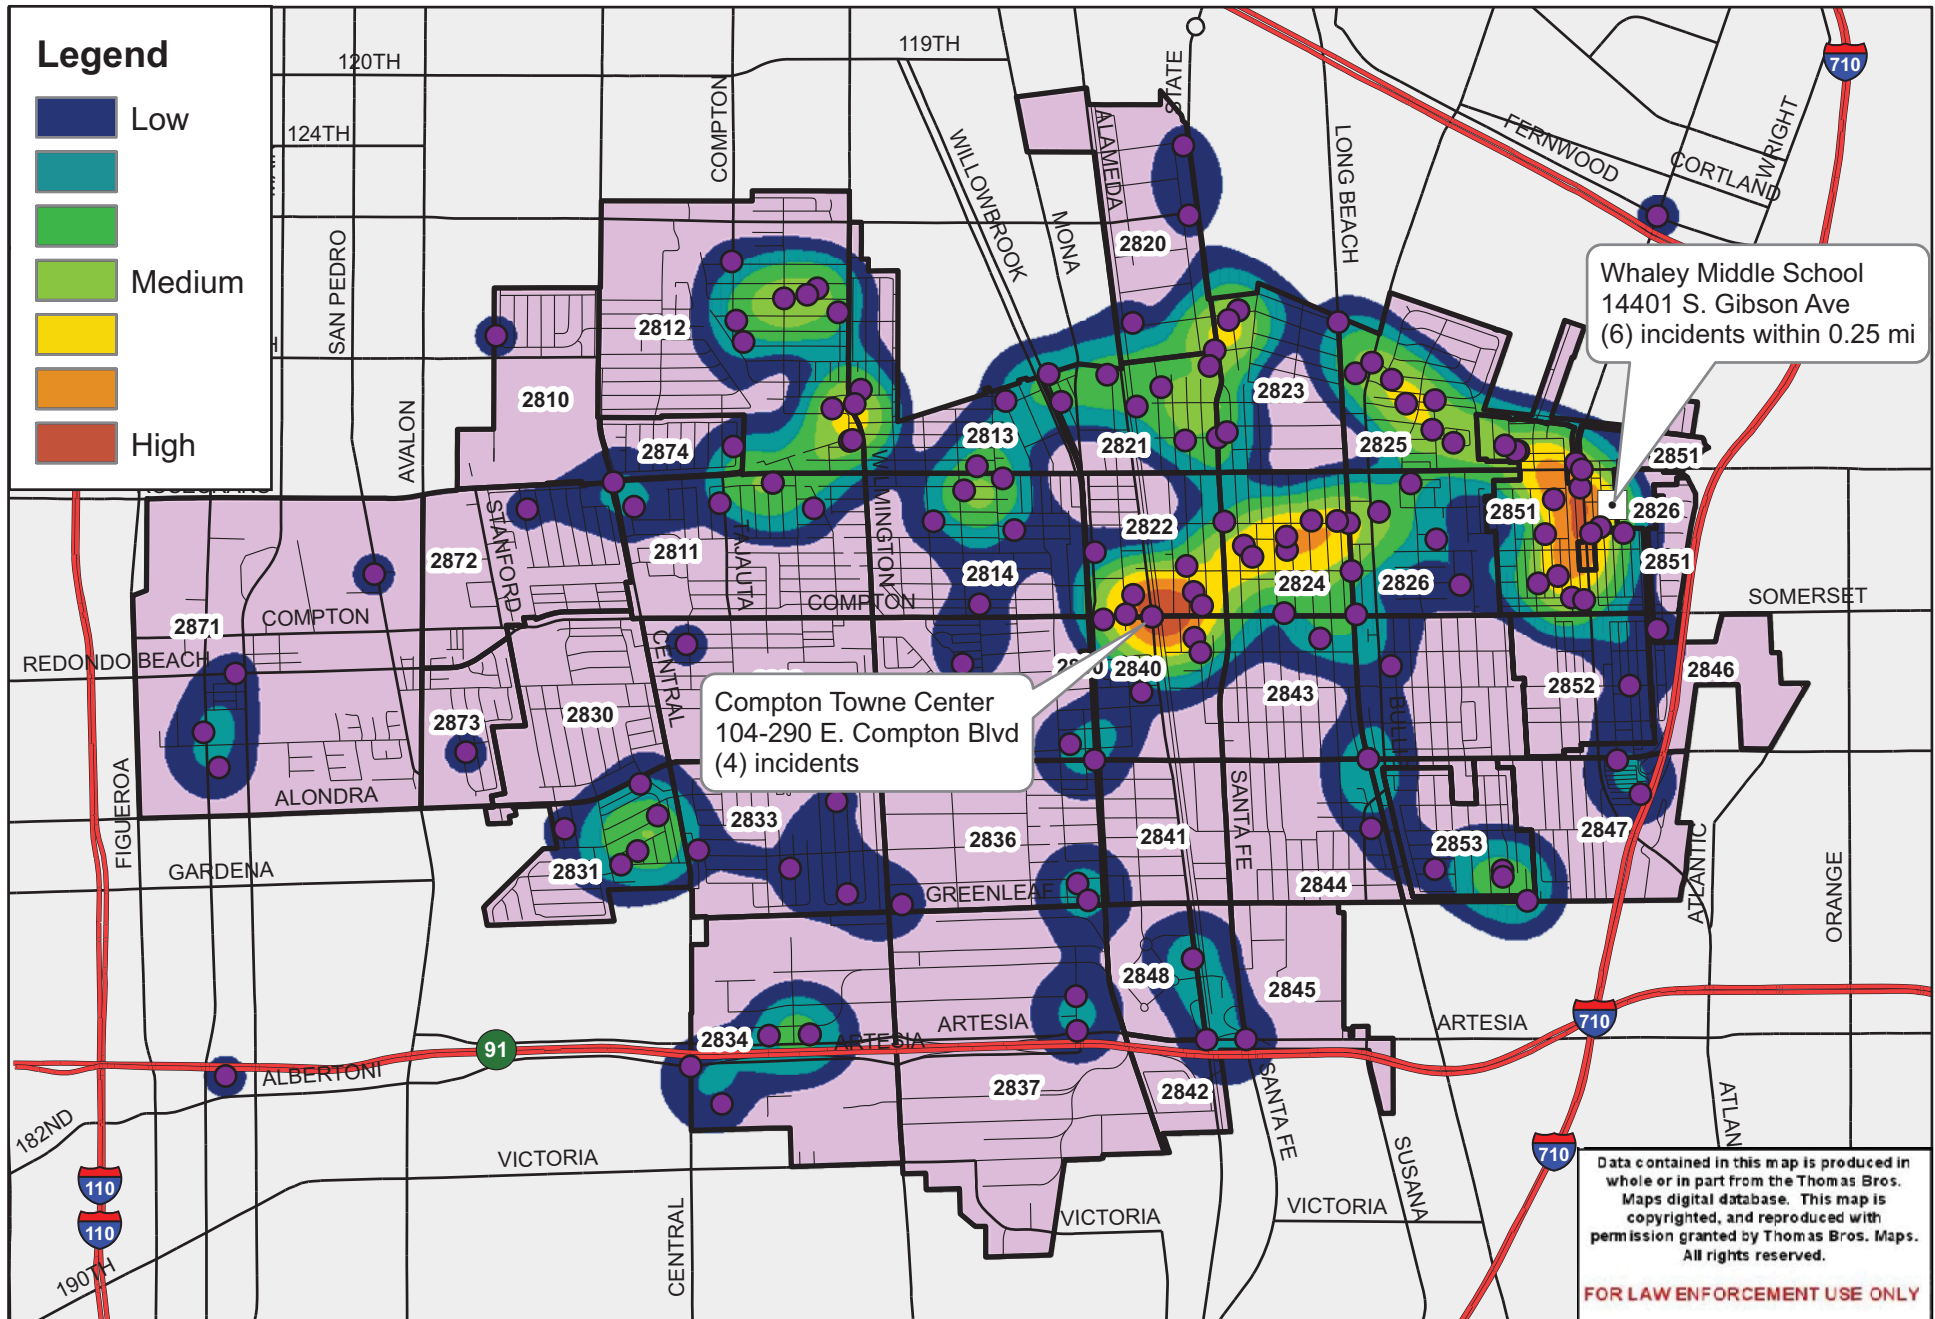 Legend
Low
Medium
High
119TH
120TH
124TH
COMPTON
SAN PEDRO
AVALON
WILLOWBROOK
MONA
ALAMEDA
STATE
LONG BEACH
FERNWOOD
CORTLAND
WRIGHT
710
Whaley Middle School
14401 S. Gibson Ave
(6) incidents within 0.25 mi
2820
2812
2810
2823
2813
2821
2825
2874
2851
2851
2826
2822
2872
2811
2814
2824
2826
2851
STANFORD
TAJAUTA
WILMINGTON
COMPTON
COMPTON
SOMERSET
2871
REDONDO BEACH
CENTRAL
2840
2846
2852
2843
2873
2830
Compton Towne Center
104-290 E. Compton Blvd
(4) incidents
FIGUEROA
ALONDRA
SANTA FE
2833
2836
2841
2853
2847
GARDENA
2831
GREENLEAF
2844
ATLANTIC
ORANGE
2848
2845
2834
ARTESIA
ARTESIA
ARTESIA
710
91
ALBERTONI
2837
2842
SANTA FE
182ND
VICTORIA
SUSANA
710
ATLAN
110
110
190TH
CENTRAL
VICTORIA
VICTORIA
Data contained in this map is produced in
whole or in part from the Thomas Bros.
Maps digital database. This map is
copyrighted, and reproduced with
permission granted by Thomas Bros. Maps.
All rights reserved.
FOR LAW ENFORCEMENT USE ONLY